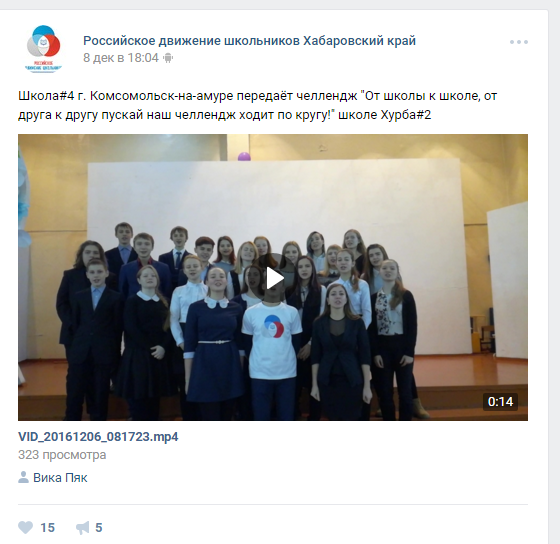 Российское движение школьников Хабаровский край
8 дек в 18:04
Школа#4 г. Комсомольск-на-амуре передаёт челлендж "От школы к школе, от
друга к другу пускай наш челлендж ходит по кругу!" школе Хурба#2
0:14
VID_20161206_081723.mp4
323 просмотра
Вика Пяк
15 5